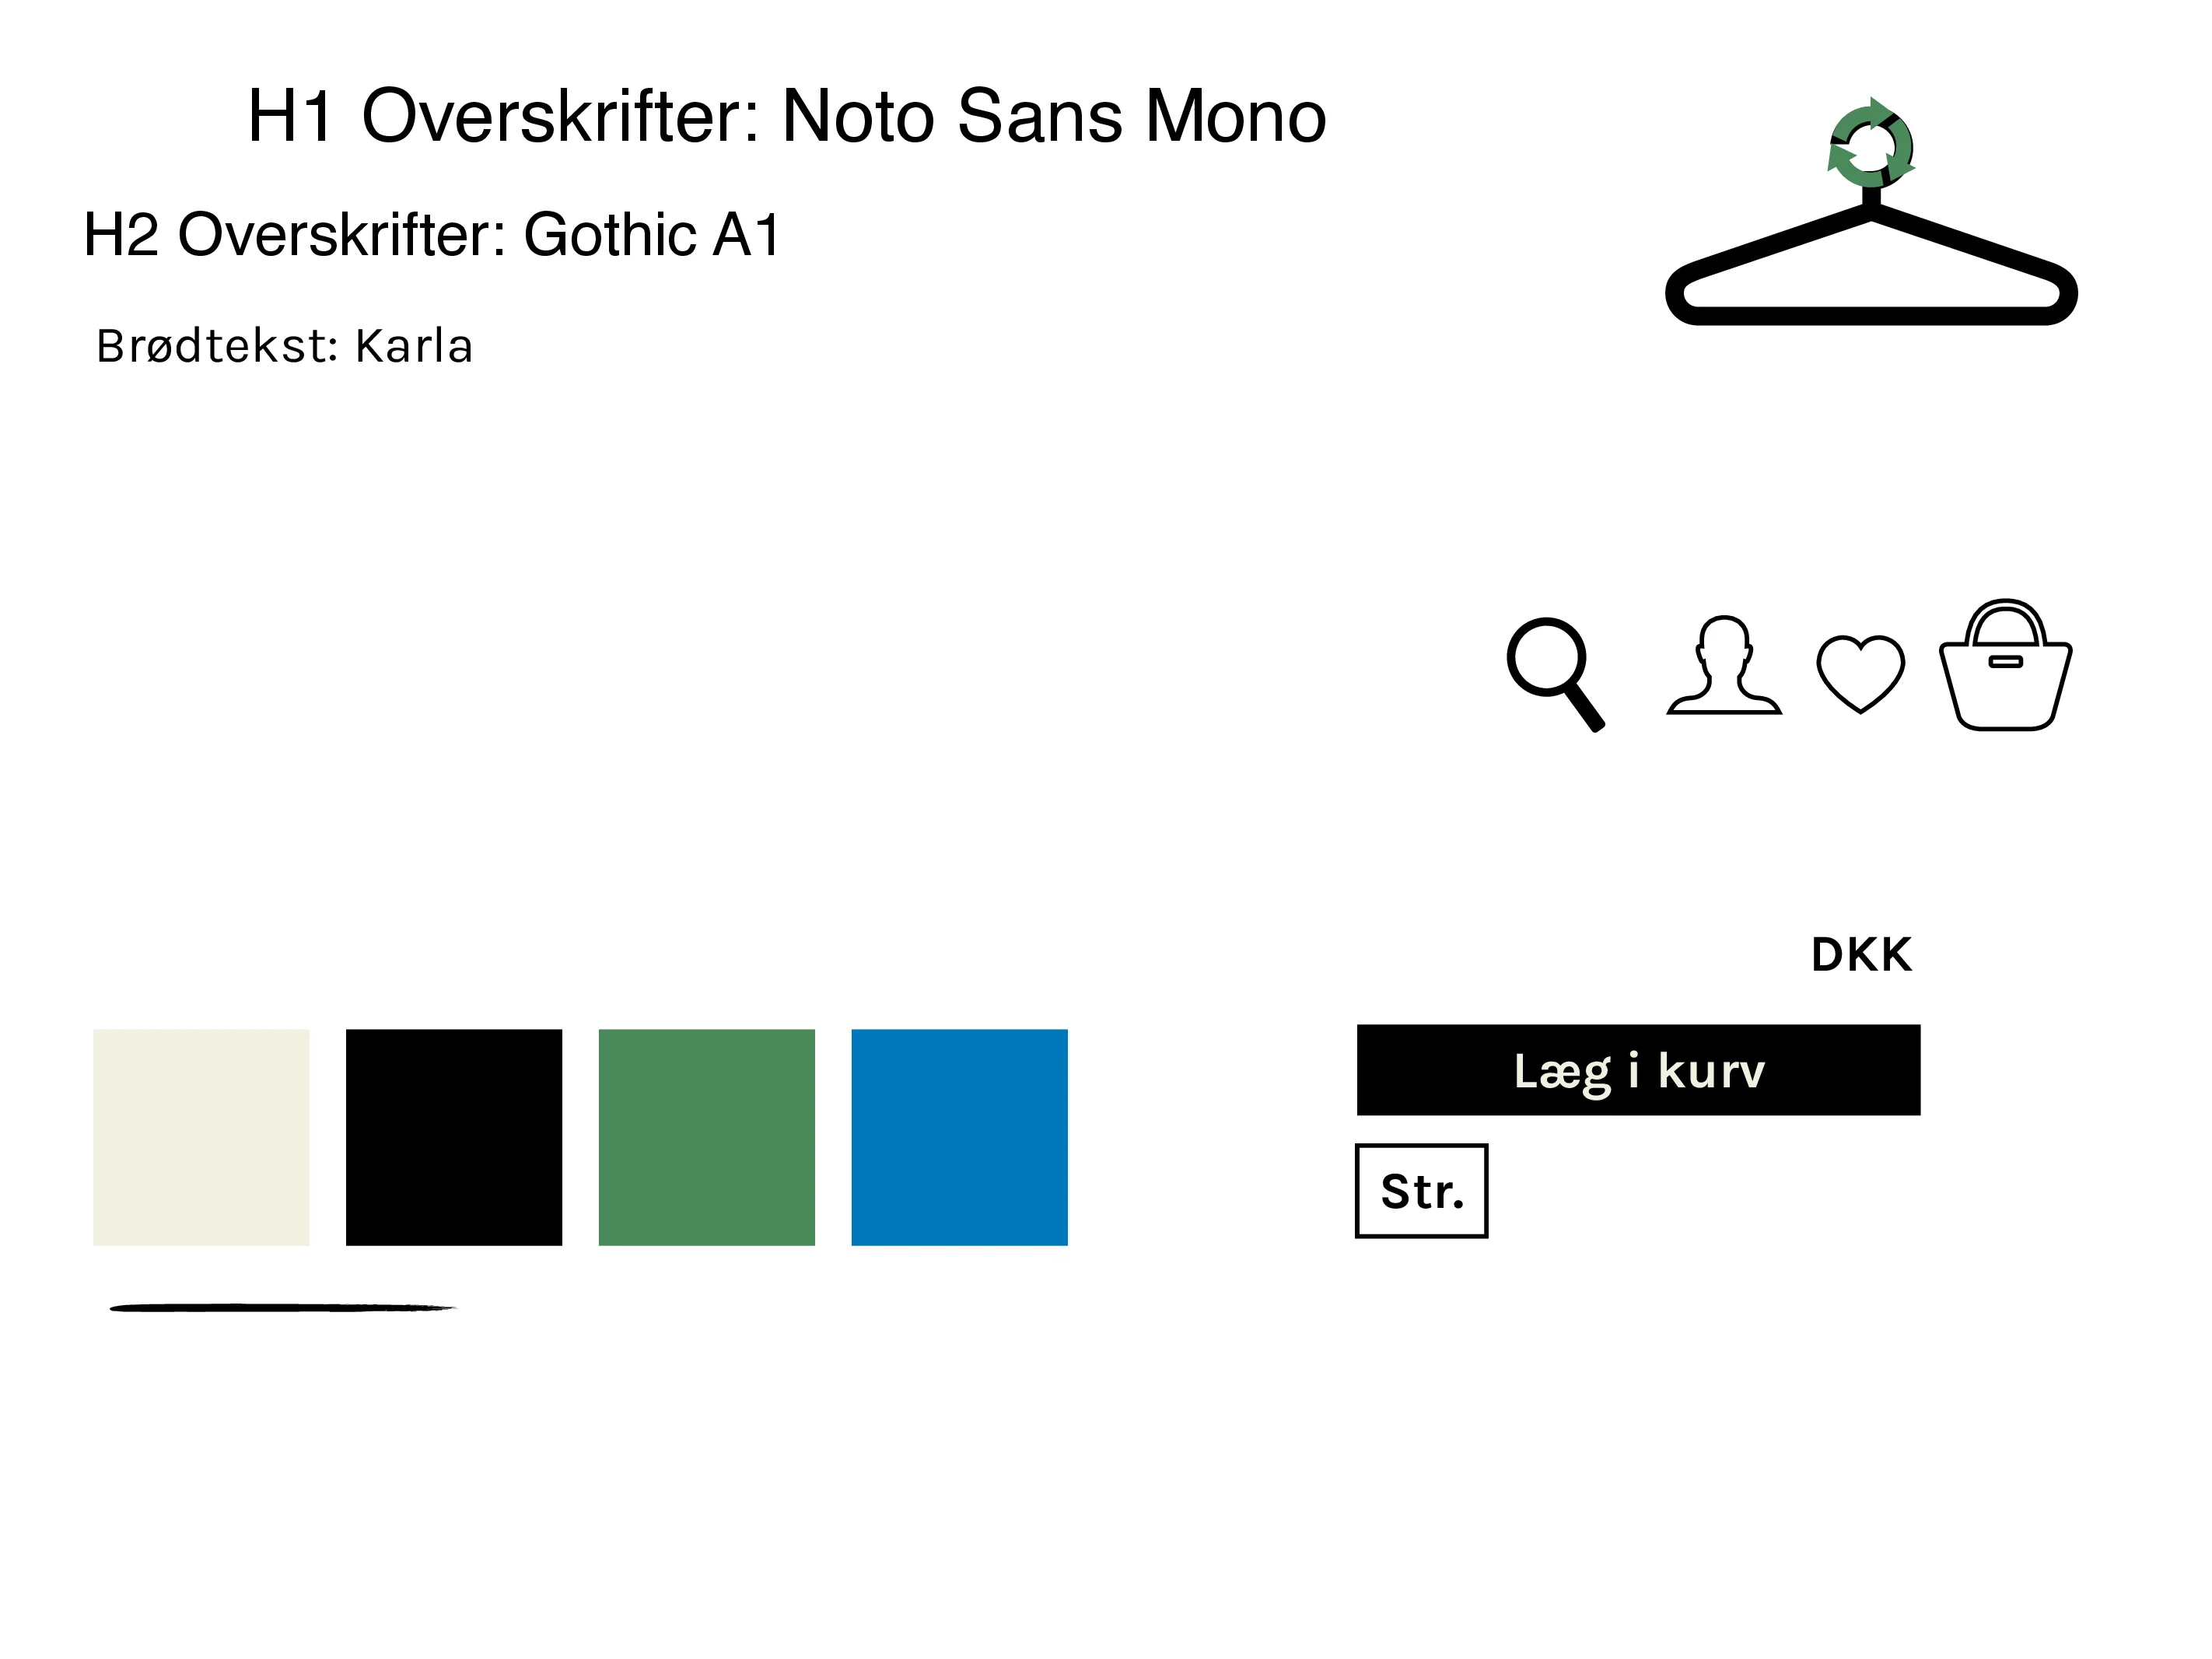 H1 Overskrifter: Noto Sans Mono
H2 Overskrifter: Gothic A1
Brødtekst: Karla
DKK
Læg i kurv
Str.